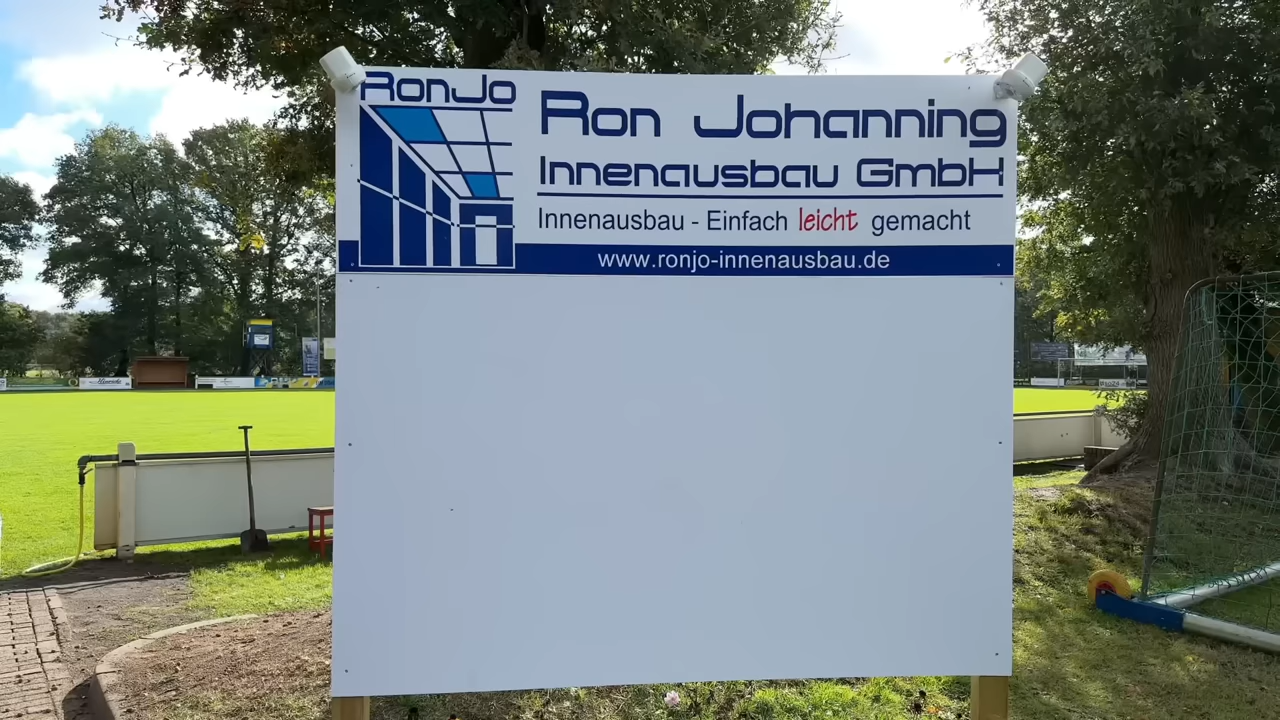 RonJo
Ron Johanning
Innenausbau GmbH
Innenausbau - Einfach leicht gemacht
www.ronjo-innenausbau.de